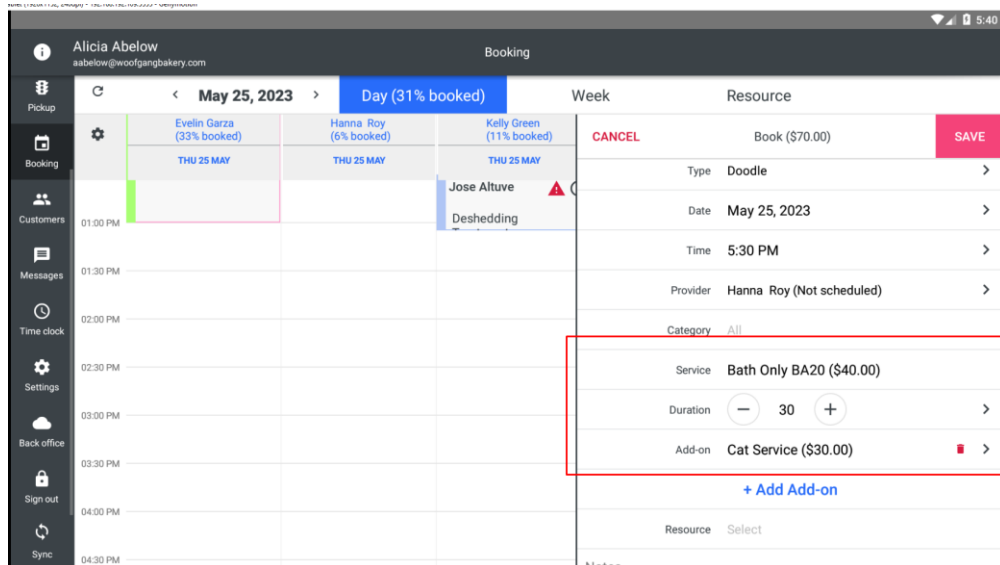 5:40
Alicia Abelow
aabelow@woofgangbakery.com
Booking
Pickup
Booking
Customers
Messages
Time clock
Settings
Back office
Sign out
Sync
< May 25, 2023 >
Day (31% booked)
Week
Resource
Evelin Garza
(33% booked)
THU 25 MAY
Hanna Roy
(6% booked)
THU 25 MAY
Kelly Green
(11% booked)
THU 25 MAY
Jose Altuve
Deshedding
01:00 PM
01:30 PM
02:00 PM
02:30 PM
03:00 PM
03:30 PM
04:00 PM
04:30 PM
CANCEL
Book ($70.00)
SAVE
Type Doodle
Date May 25, 2023
Time 5:30 PM
Provider Hanna Roy (Not scheduled)
Category All
Service Bath Only BA20 ($40.00)
Duration − 30 +
Add-on Cat Service ($30.00)
+ Add Add-on
Resource Select